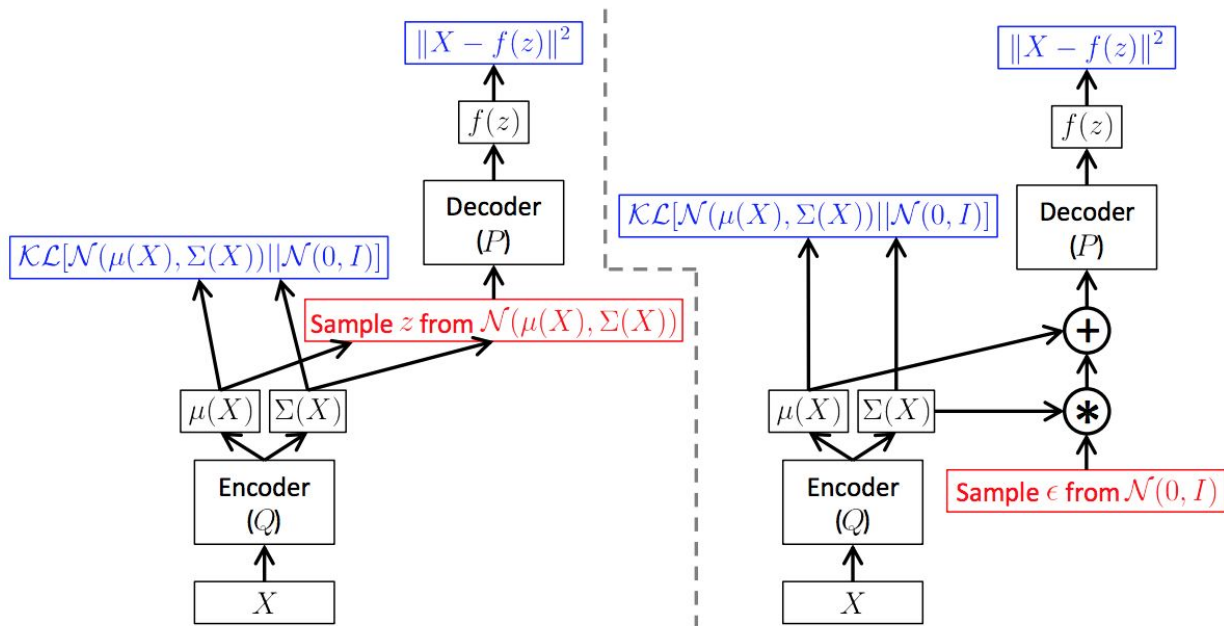 ‖X − f(z)‖²
f(z)
Decoder
(P)
𝒦ℒ[𝒩(μ(X), Σ(X))||𝒩(0, I)]
Sample z from 𝒩(μ(X), Σ(X))
μ(X)
Σ(X)
Encoder
(Q)
X
‖X − f(z)‖²
f(z)
𝒦ℒ[𝒩(μ(X), Σ(X))||𝒩(0, I)]
Decoder
(P)
+
μ(X)
Σ(X)
*
Encoder
(Q)
Sample ϵ from 𝒩(0, I)
X